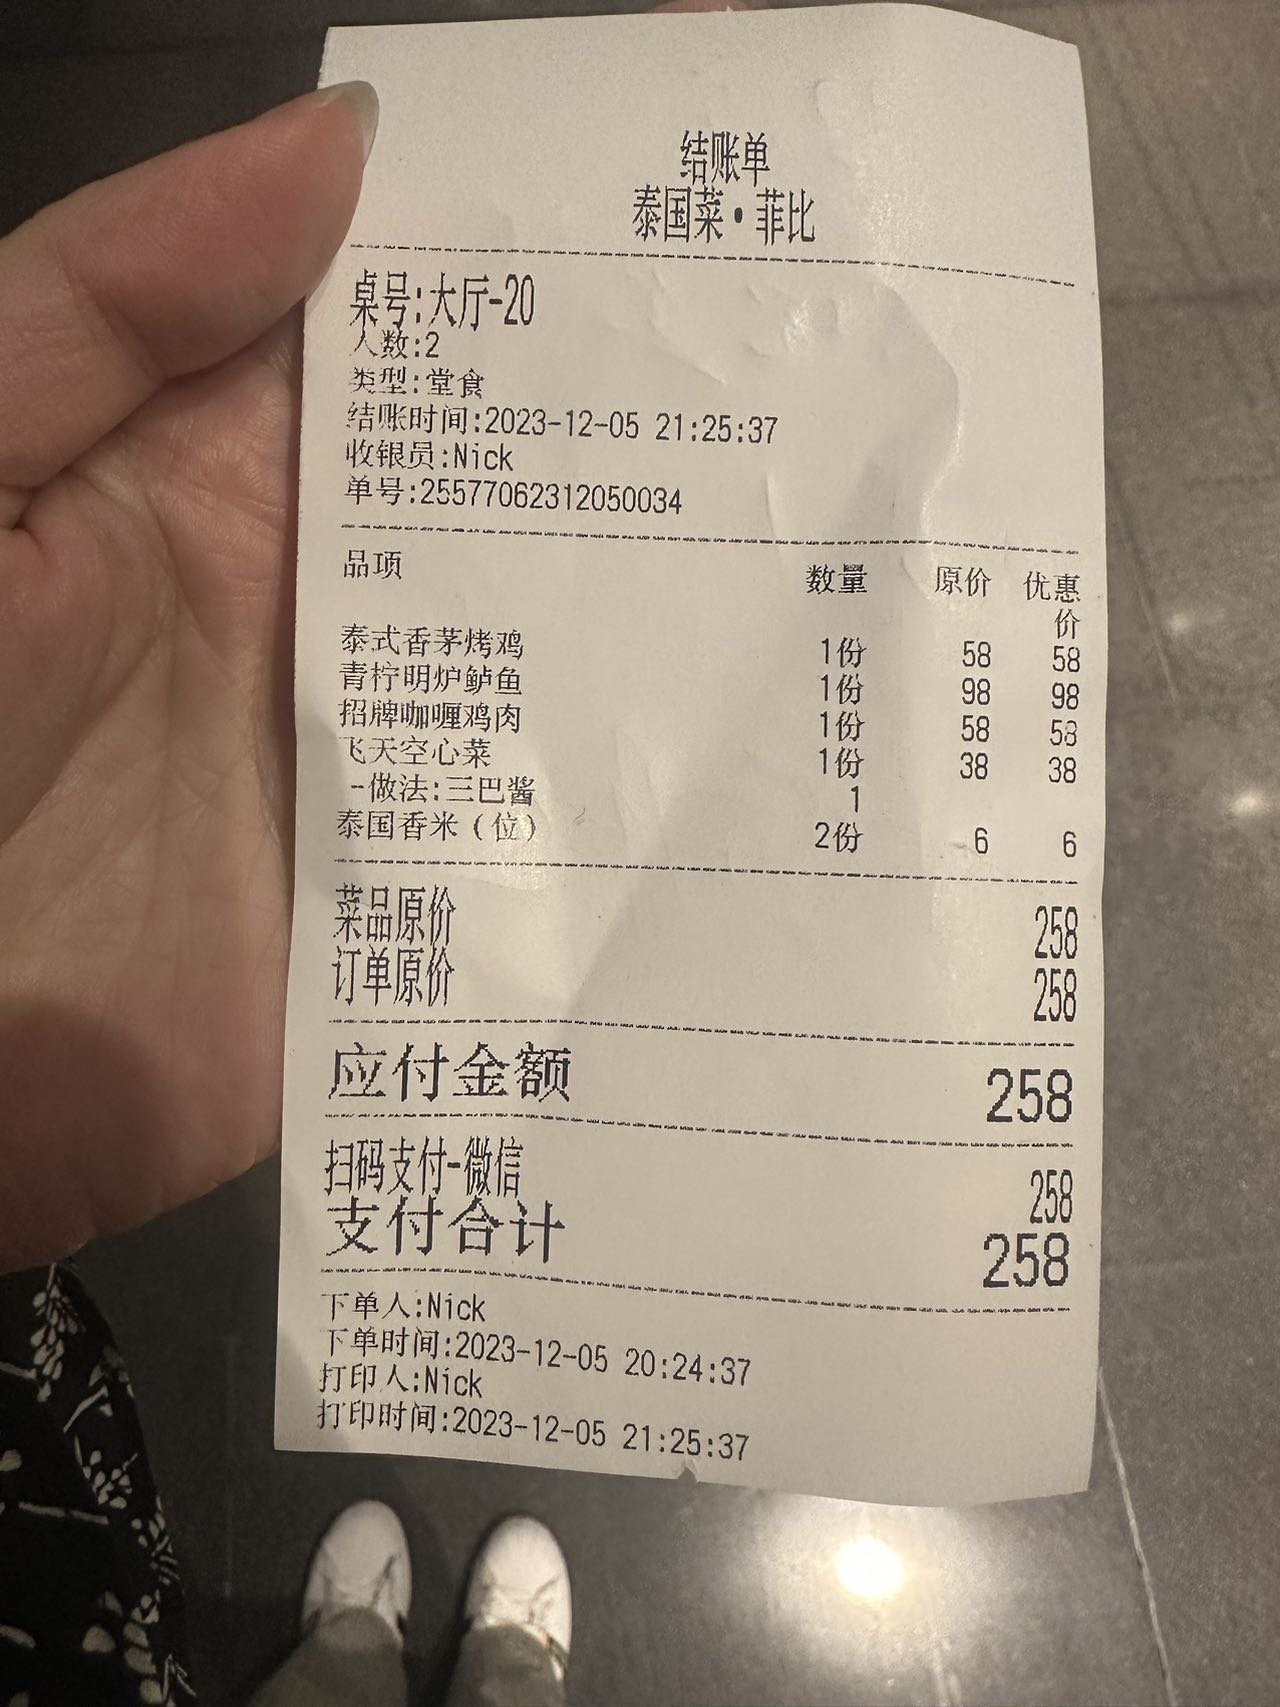 结账单
泰国菜·菲比
桌号:大厅-20
人数:2
类型:堂食
结账时间:2023-12-05 21:25:37
收银员:Nick
单号:25577062312050034
品项 数量 原价 优惠价
泰式香茅烤鸡 1份 58 58
青柠明炉鲈鱼 1份 98 98
招牌咖喱鸡肉 1份 58 58
飞天空心菜 1份 38 38
-做法:三巴酱 1
泰国香米(位) 2份 6 6
菜品原价 258
订单原价 258
应付金额 258
扫码支付-微信 258
支付合计 258
下单人:Nick
下单时间:2023-12-05 20:24:37
打印人:Nick
打印时间:2023-12-05 21:25:37